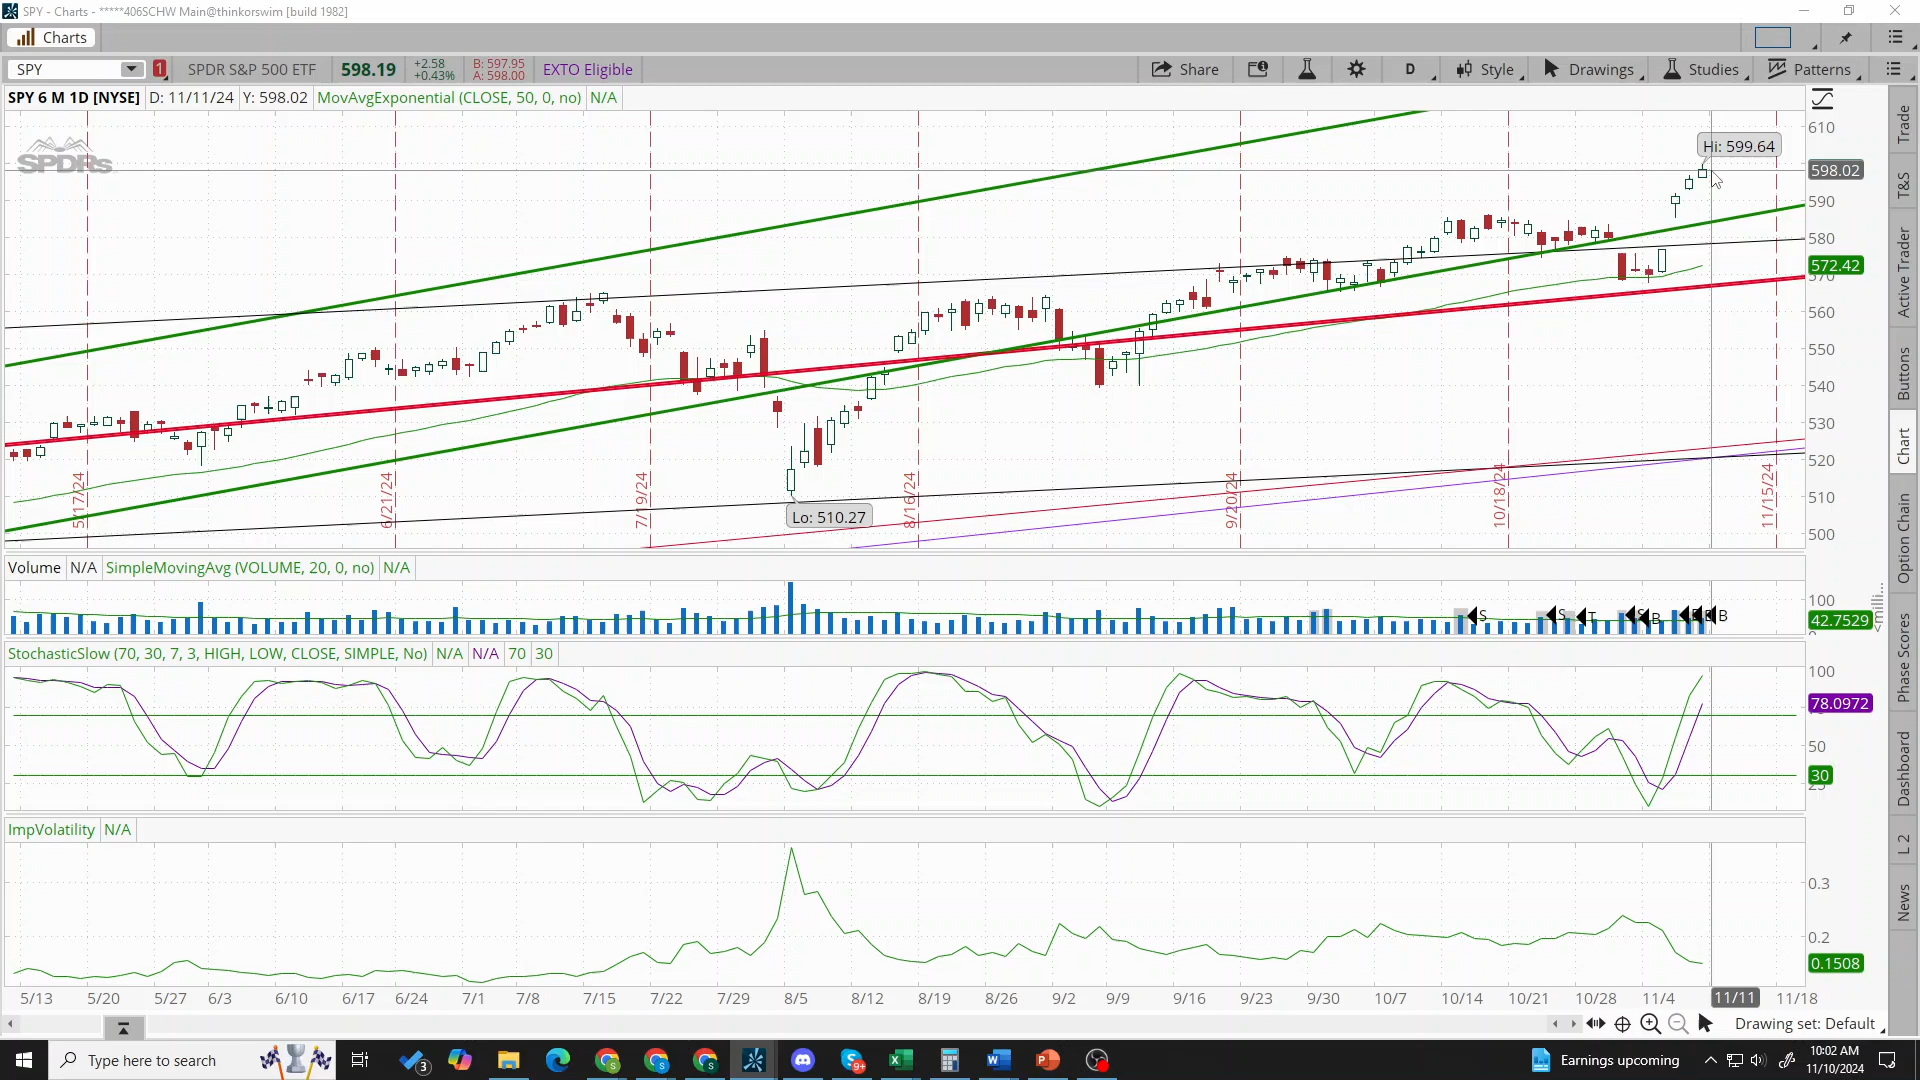 SPY - Charts - *****406SCHW Main@thinkorswim [build 1982]
Charts
SPY 1 SPDR S&P 500 ETF 598.19 +2.58 +0.43% B: 597.95 A: 598.00 EXTO Eligible Share D Style Drawings Studies Patterns
SPY 6 M 1D [NYSE] D: 11/11/24 Y: 598.02 MovAvgExponential (CLOSE, 50, 0, no) N/A
SPDRs
Hi: 599.64
Lo: 510.27
610
598.02
590
580
572.42
570
560
550
540
530
520
510
500
5/17/24 6/21/24 7/19/24 8/16/24 9/20/24 10/18/24 11/15/24
Volume N/A SimpleMovingAvg (VOLUME, 20, 0, no) N/A
100
42.7529
S S T S B B B
StochasticSlow (70, 30, 7, 3, HIGH, LOW, CLOSE, SIMPLE, No) N/A N/A 70 30
100
78.0972
50
30
25
ImpVolatility N/A
0.3
0.2
0.1508
5/13 5/20 5/27 6/3 6/10 6/17 6/24 7/1 7/8 7/15 7/22 7/29 8/5 8/12 8/19 8/26 9/2 9/9 9/16 9/23 9/30 10/7 10/14 10/21 10/28 11/4 11/11 11/18
Drawing set: Default
Trade
T&S
Active Trader
Buttons
Chart
Option Chain
Phase Scores
Dashboard
L 2
News
Type here to search
3
9+
Earnings upcoming
10:02 AM
11/10/2024